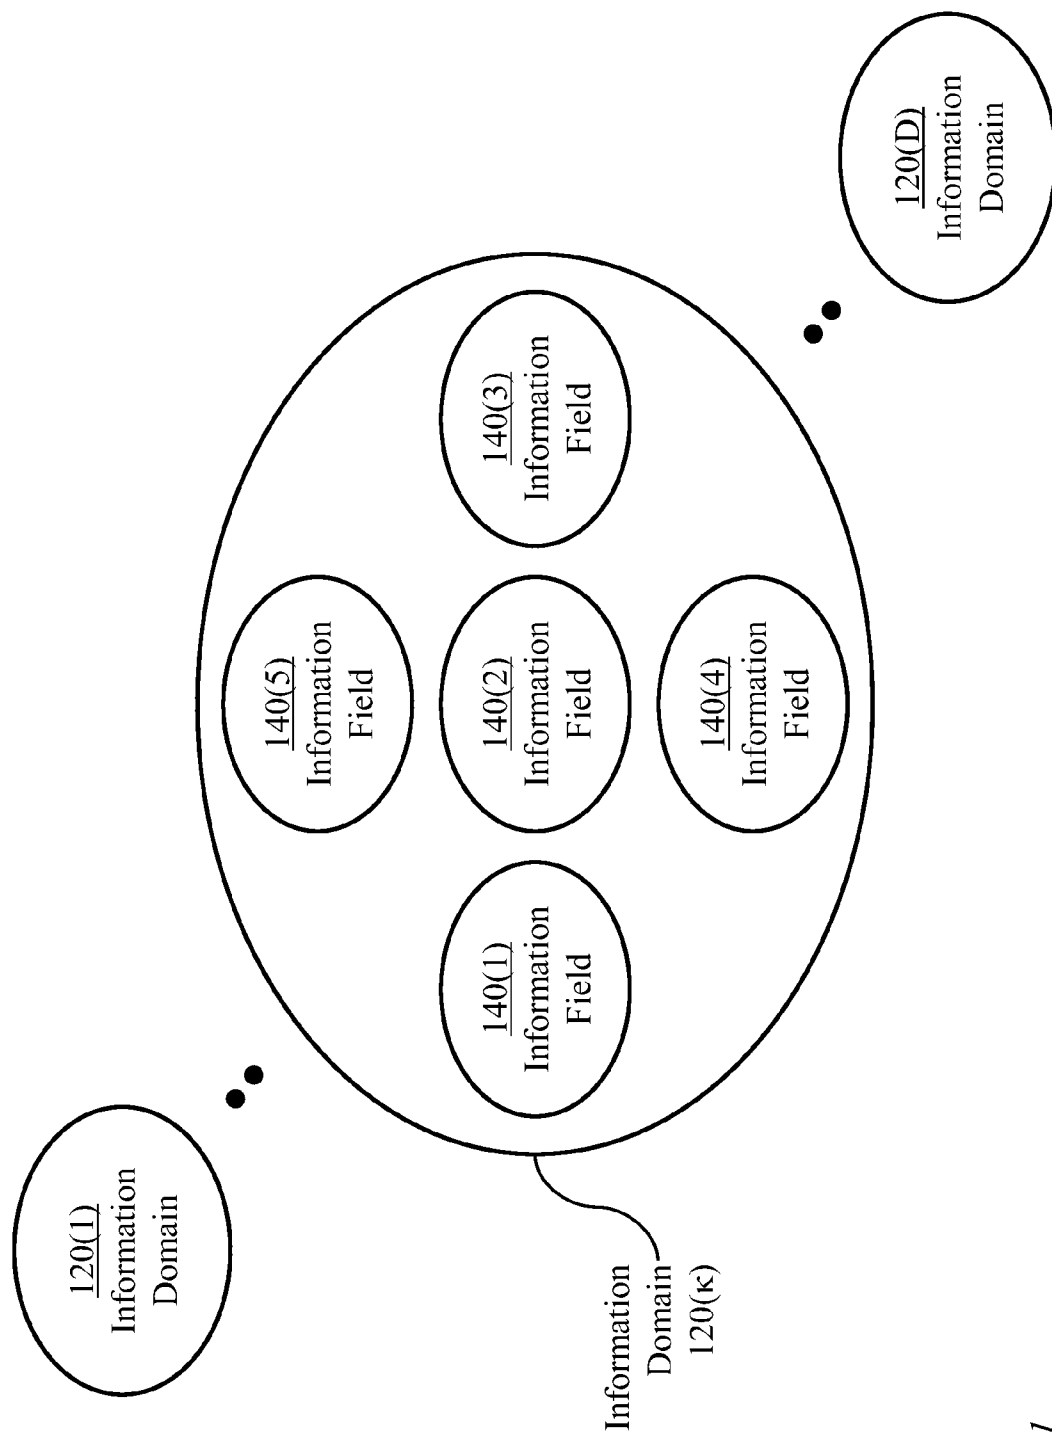 120(1)
Information
Domain
140(5)
Information
Field
140(1)
Information
Field
140(2)
Information
Field
140(3)
Information
Field
Information
Domain
120(κ)
140(4)
Information
Field
120(D)
Information
Domain